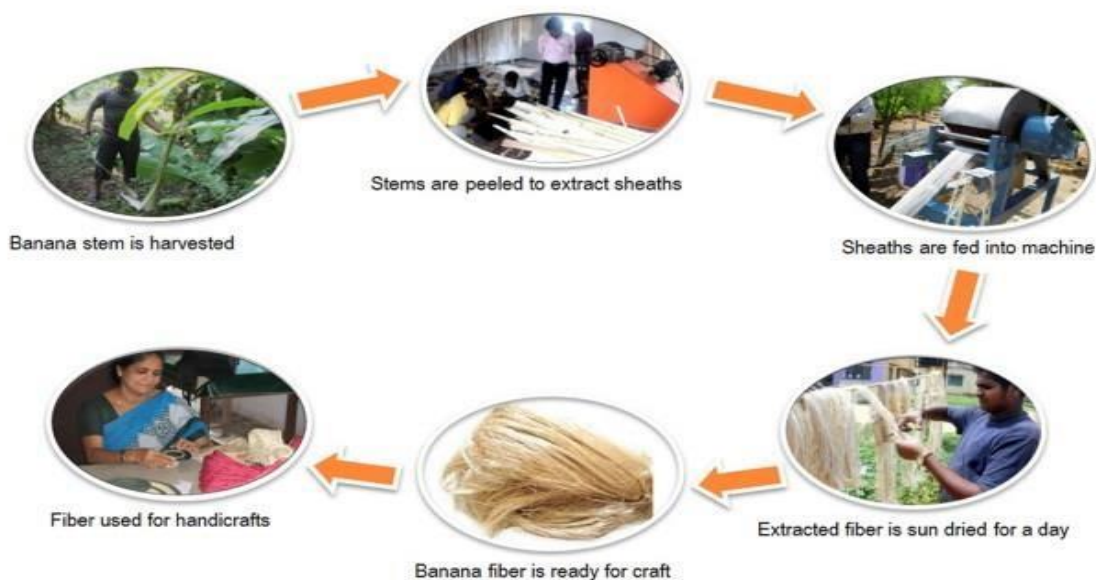 Banana stem is harvested
Stems are peeled to extract sheaths
Sheaths are fed into machine
Extracted fiber is sun dried for a day
Banana fiber is ready for craft
Fiber used for handicrafts